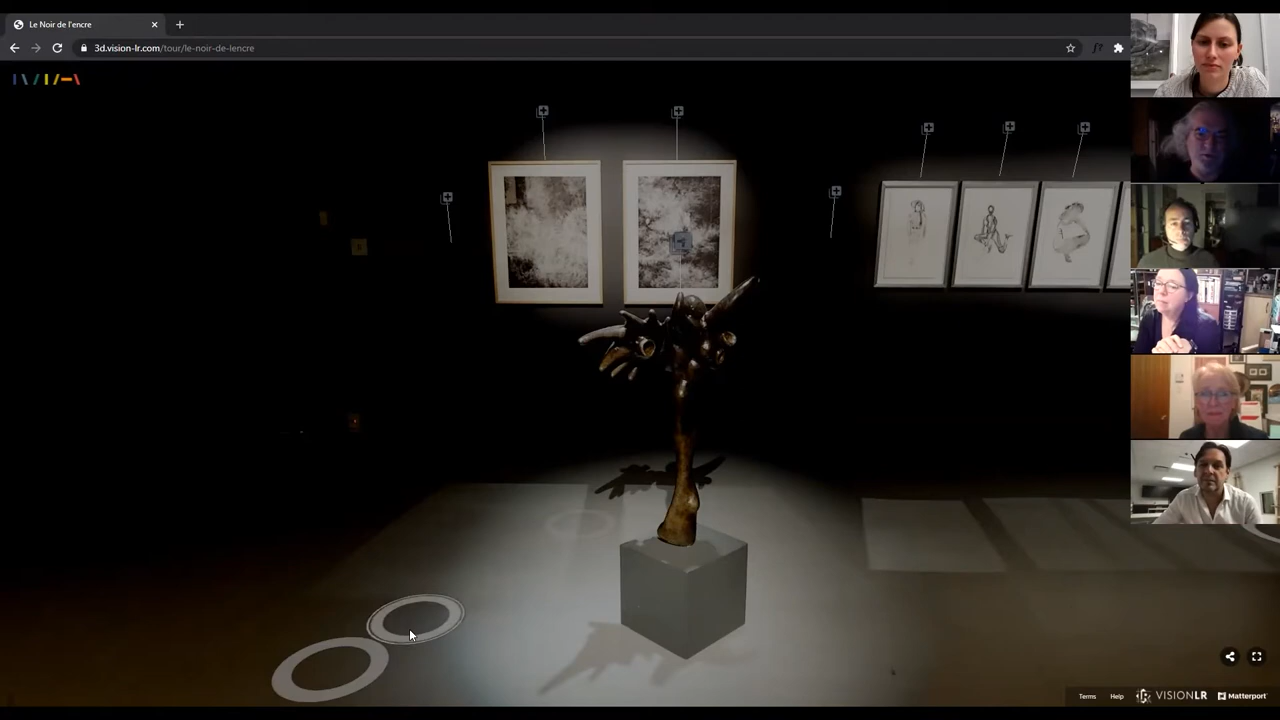 Le Noir de l'encre
3d.vision-lr.com/tour/le-noir-de-lencre
Terms
Help
VISIONLR
Matterport